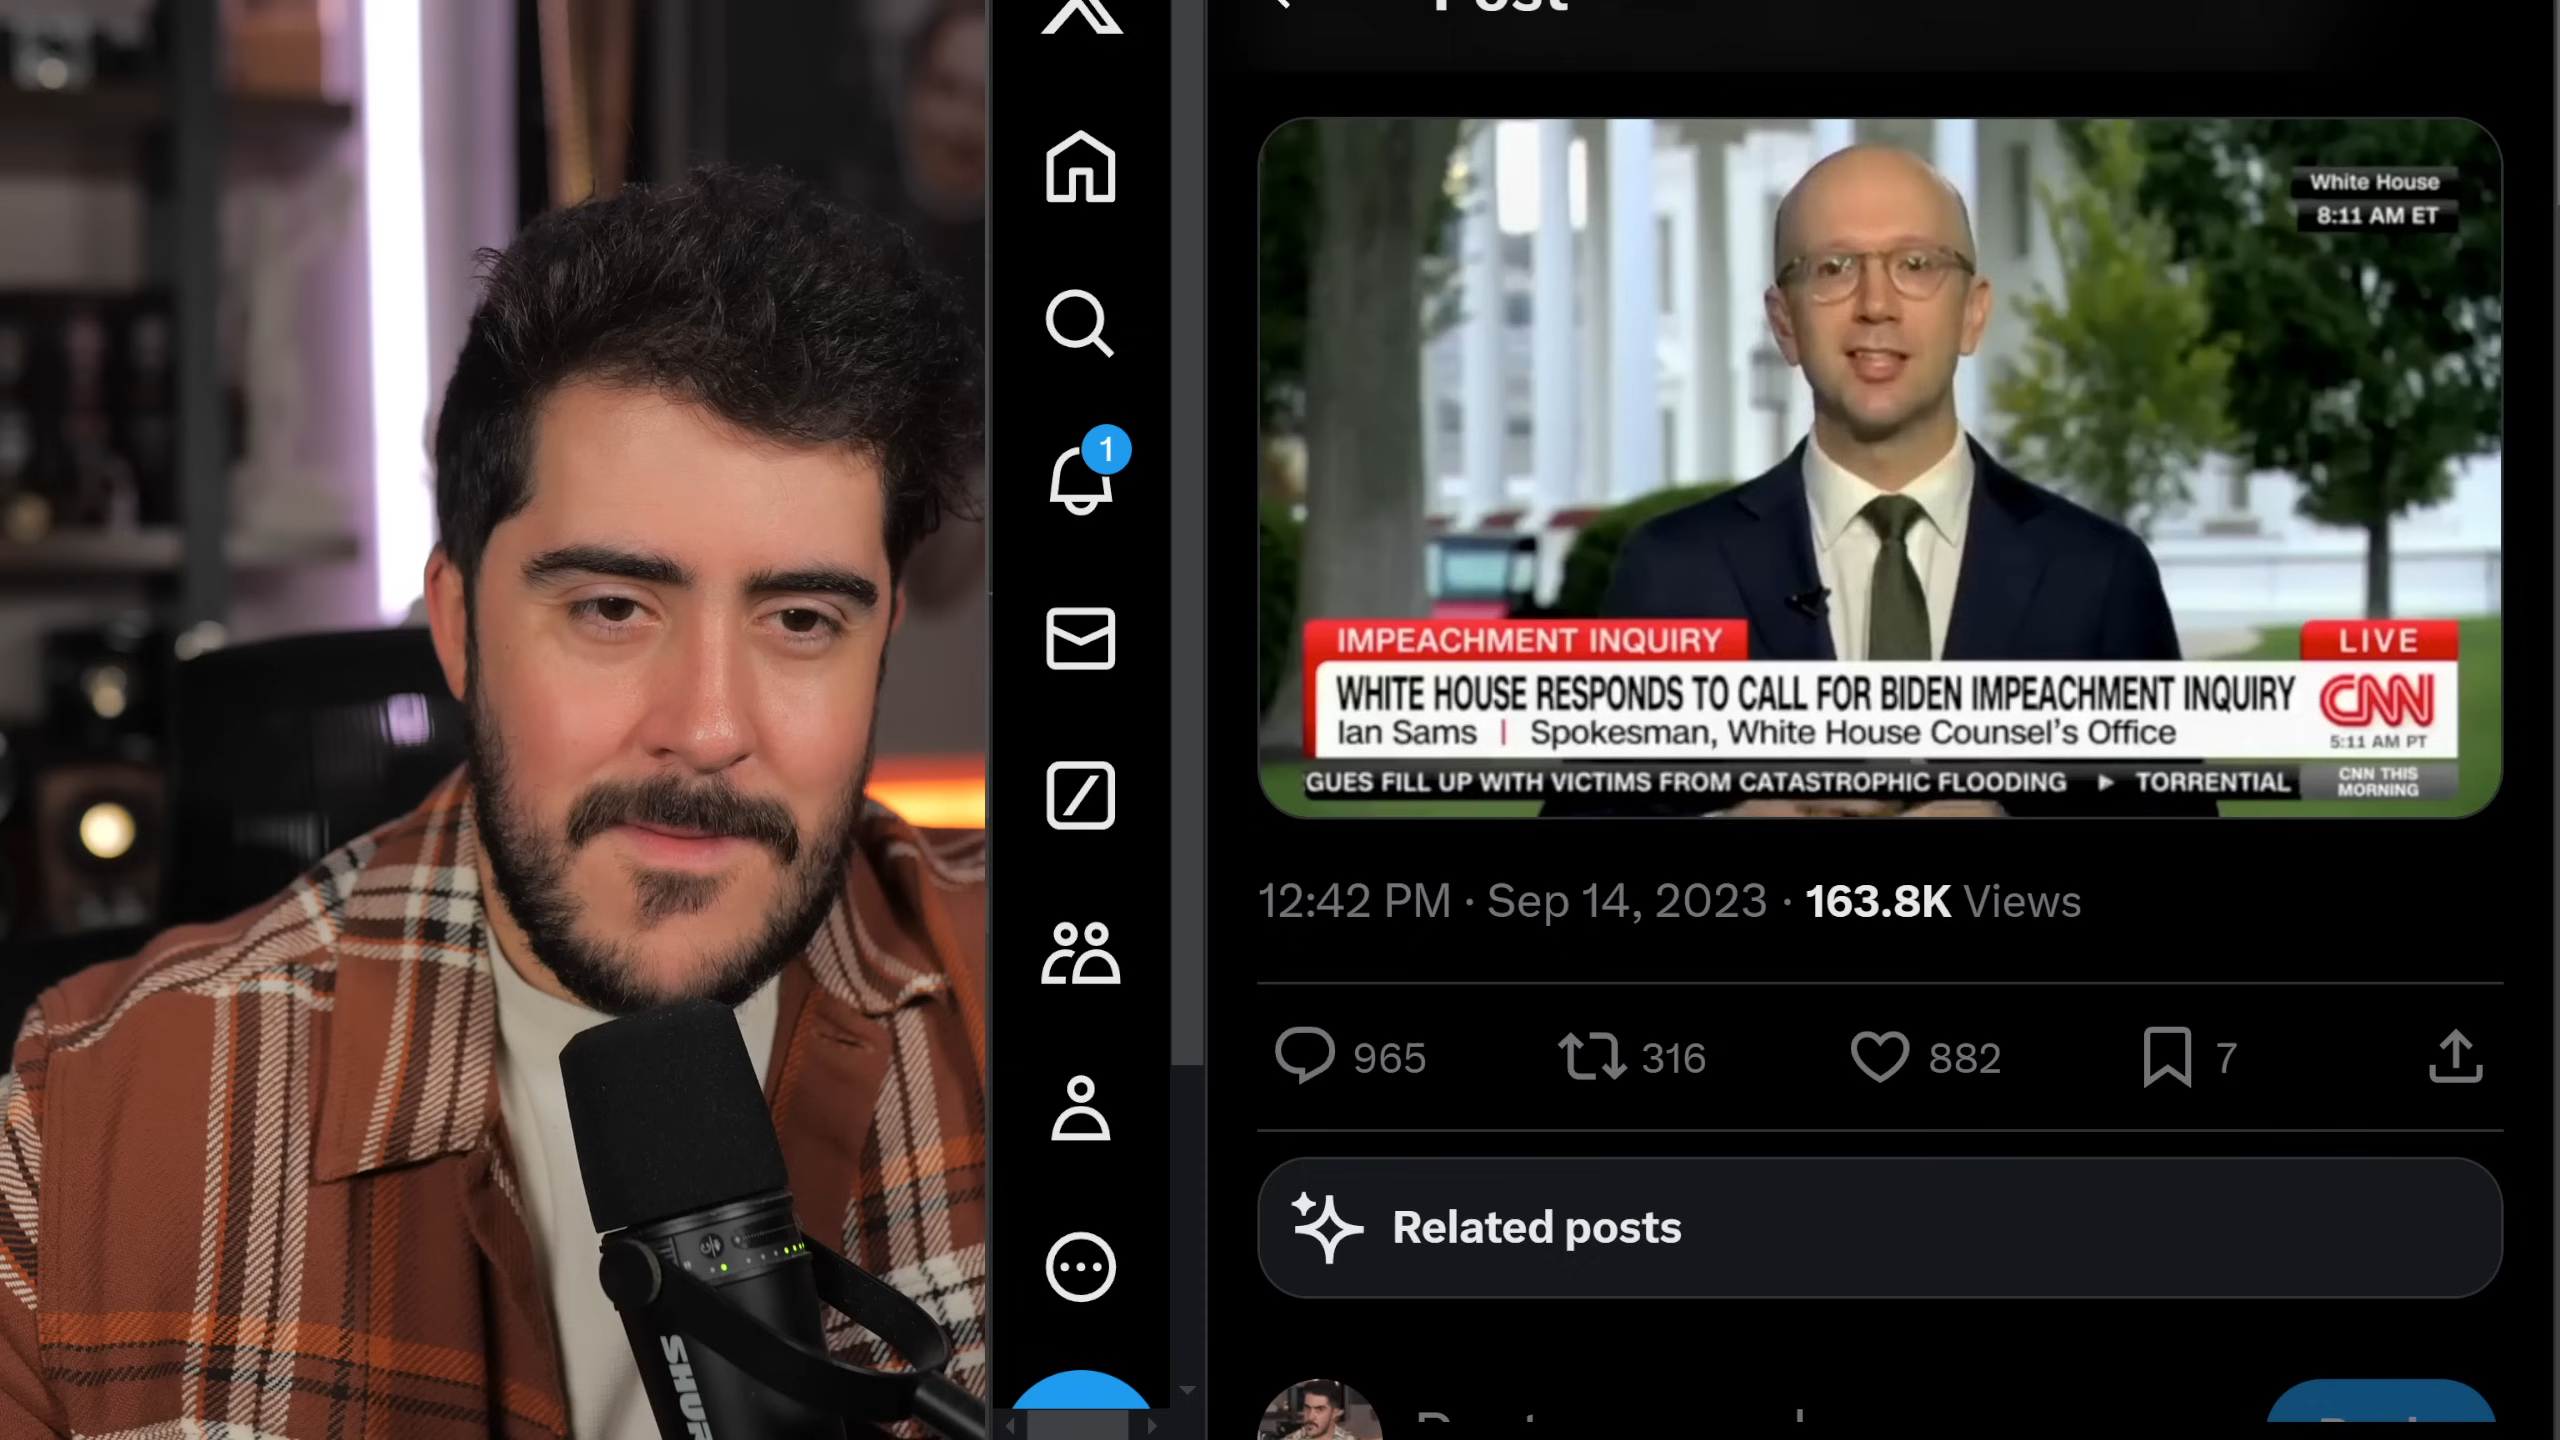 Post
1
White House
8:11 AM ET
IMPEACHMENT INQUIRY
LIVE
WHITE HOUSE RESPONDS TO CALL FOR BIDEN IMPEACHMENT INQUIRY
Ian Sams | Spokesman, White House Counsel's Office
CNN
5:11 AM PT
GUES FILL UP WITH VICTIMS FROM CATASTROPHIC FLOODING ▶ TORRENTIAL
CNN THIS
MORNING
12:42 PM · Sep 14, 2023 · 163.8K Views
965
316
882
7
Related posts
SHUR